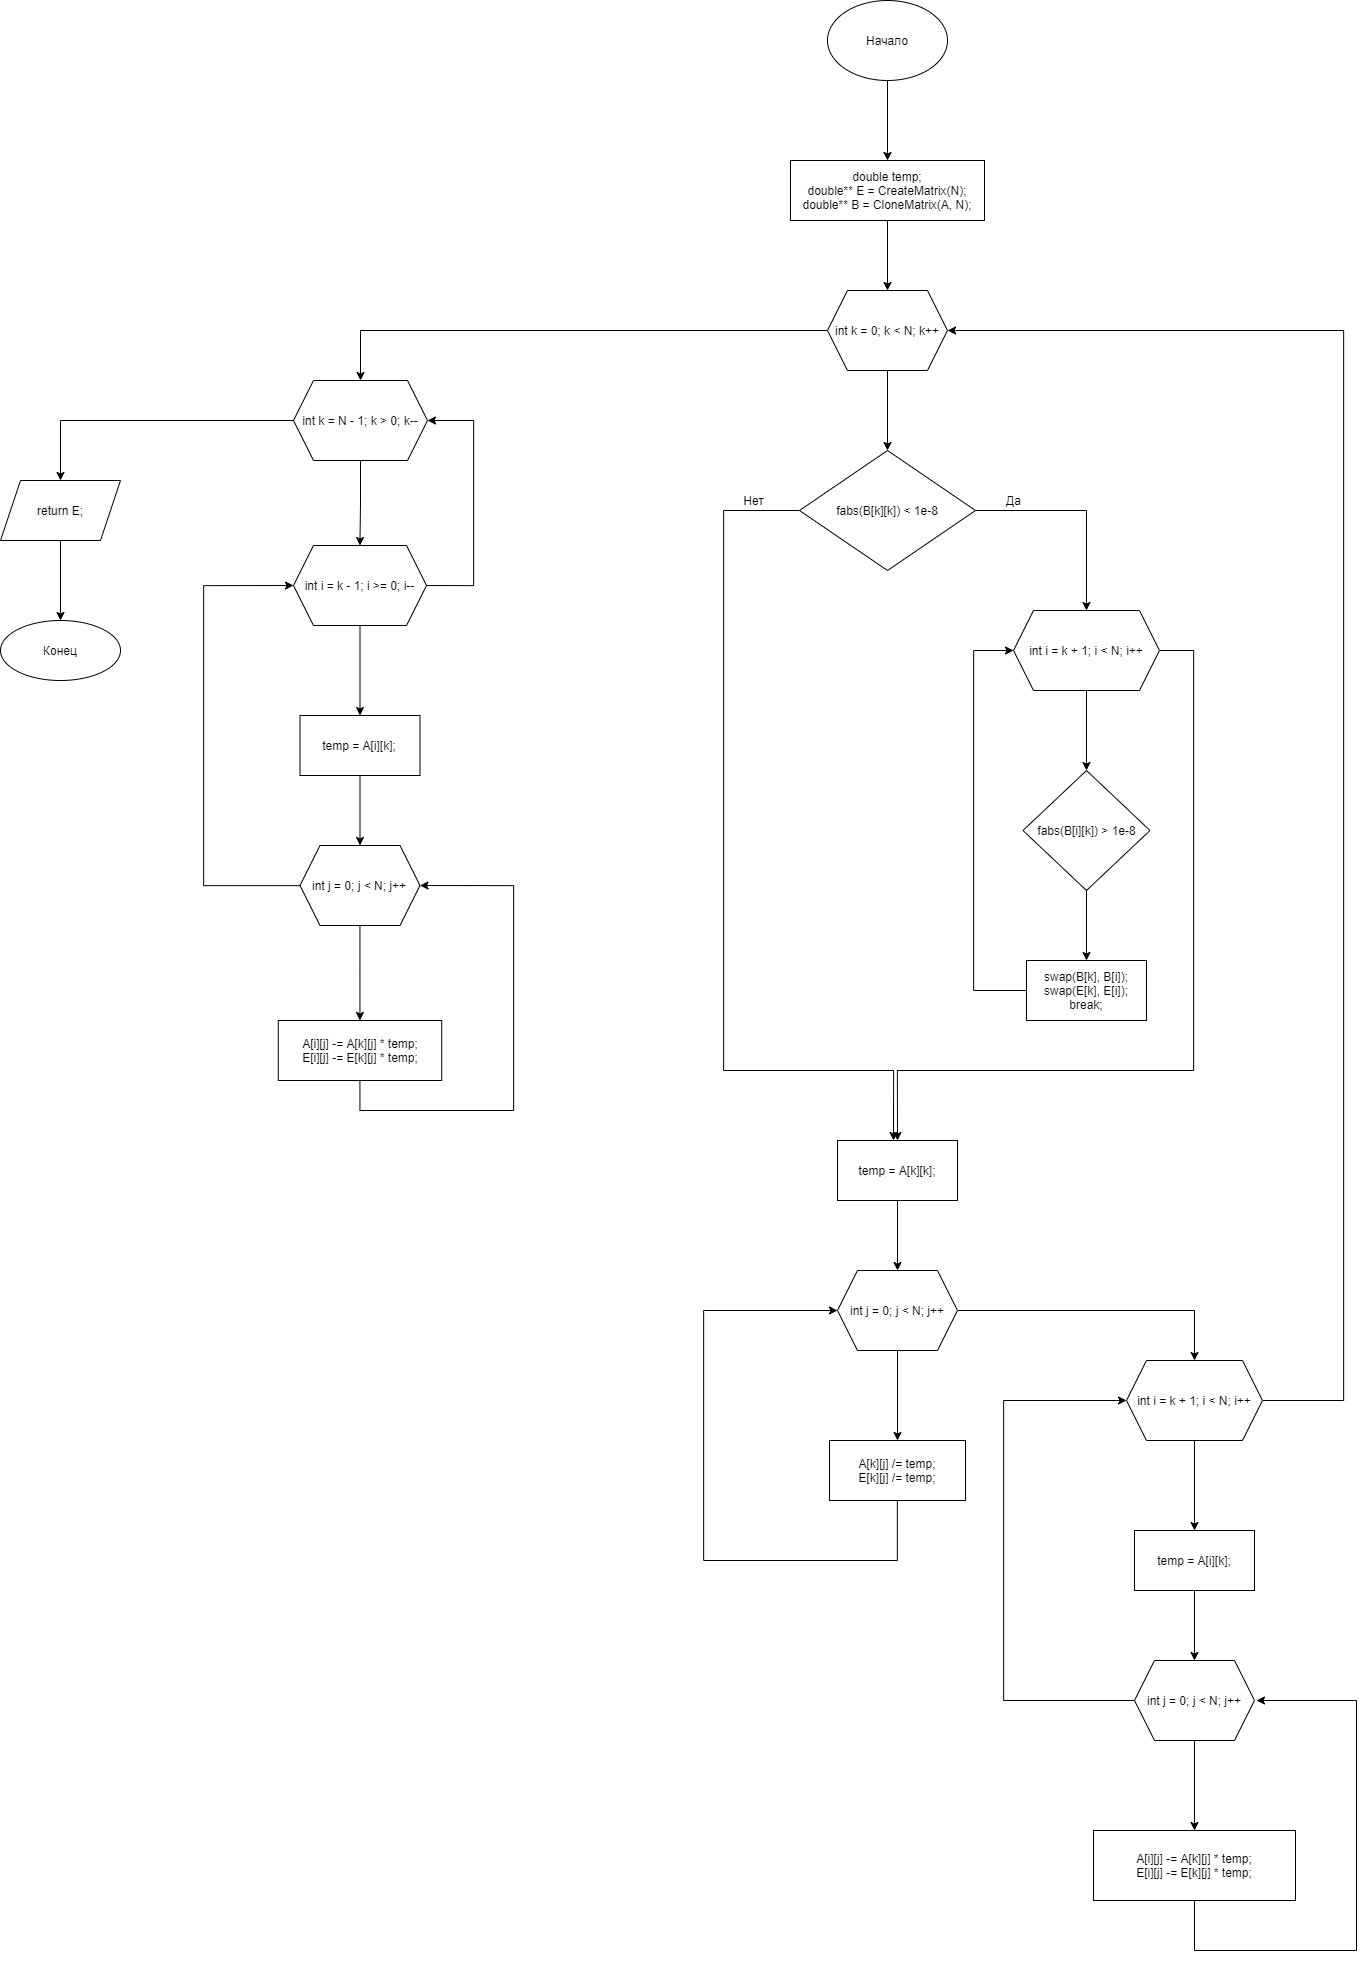 Начало
double temp;
double** E = CreateMatrix(N);
double** B = CloneMatrix(A, N);
int k = 0; k < N; k++
int k = N - 1; k > 0; k--
return E;
Конец
int i = k - 1; i >= 0; i--
temp = A[i][k];
int j = 0; j < N; j++
A[i][j] -= A[k][j] * temp;
E[i][j] -= E[k][j] * temp;
Нет
fabs(B[k][k]) < 1e-8
Да
int i = k + 1; i < N; i++
fabs(B[i][k]) > 1e-8
swap(B[k], B[i]);
swap(E[k], E[i]);
break;
temp = A[k][k];
int j = 0; j < N; j++
A[k][j] /= temp;
E[k][j] /= temp;
int i = k + 1; i < N; i++
temp = A[i][k];
int j = 0; j < N; j++
A[i][j] -= A[k][j] * temp;
E[i][j] -= E[k][j] * temp;